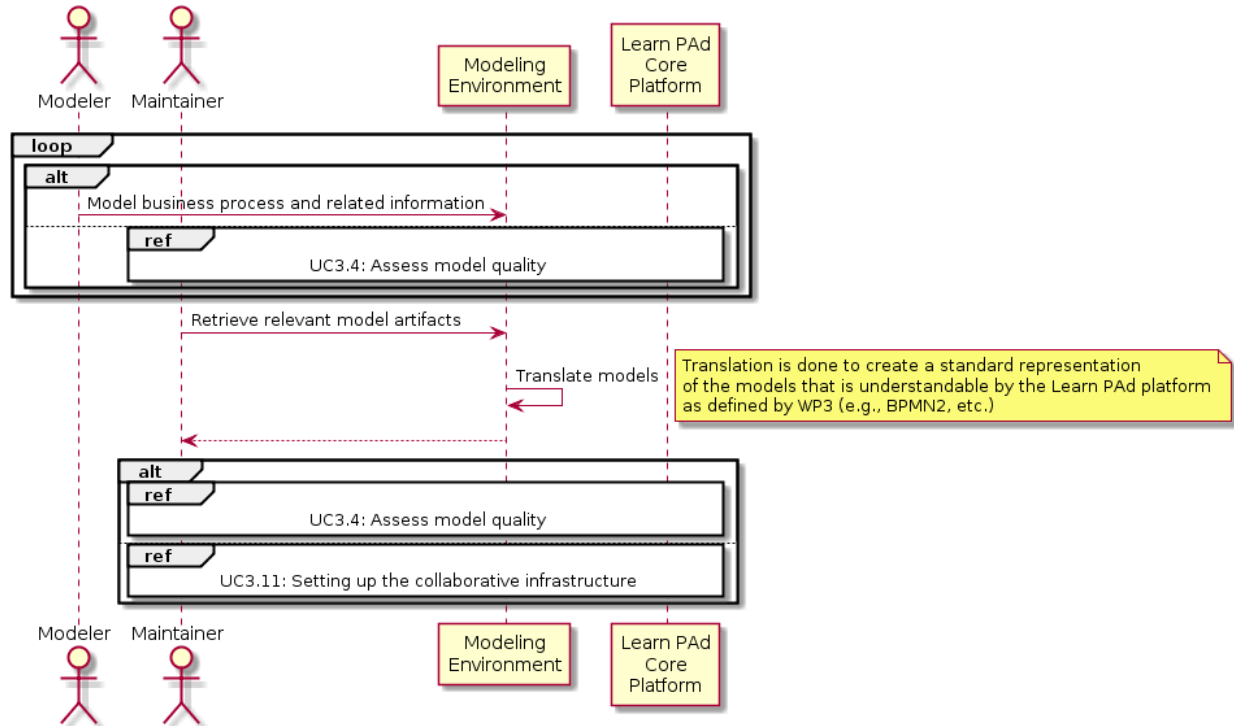 Modeler
Maintainer
Modeling
Environment
Learn PAd
Core
Platform
loop
alt
Model business process and related information
ref
UC3.4: Assess model quality
Retrieve relevant model artifacts
Translate models
Translation is done to create a standard representation
of the models that is understandable by the Learn PAd platform
as defined by WP3 (e.g., BPMN2, etc.)
alt
ref
UC3.4: Assess model quality
ref
UC3.11: Setting up the collaborative infrastructure
Modeler
Maintainer
Modeling
Environment
Learn PAd
Core
Platform